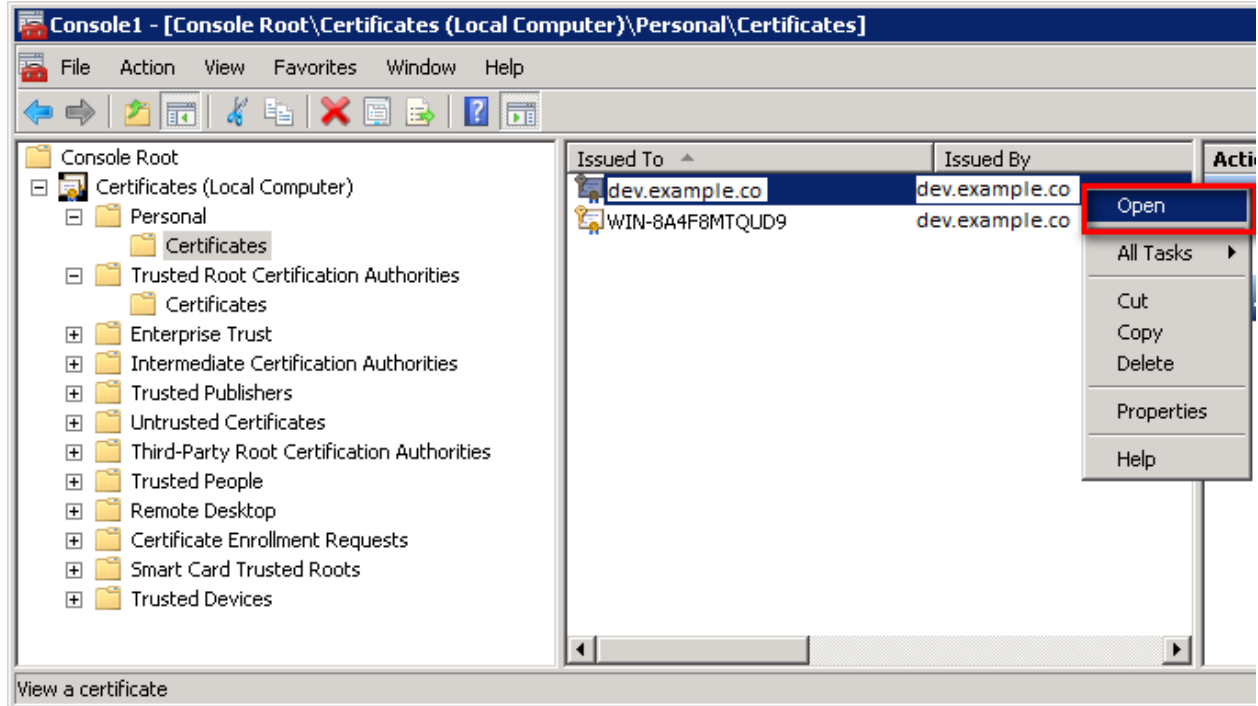 Console1 - [Console Root\Certificates (Local Computer)\Personal\Certificates]
File Action View Favorites Window Help
Console Root
Certificates (Local Computer)
Personal
Certificates
Trusted Root Certification Authorities
Certificates
Enterprise Trust
Intermediate Certification Authorities
Trusted Publishers
Untrusted Certificates
Third-Party Root Certification Authorities
Trusted People
Remote Desktop
Certificate Enrollment Requests
Smart Card Trusted Roots
Trusted Devices
Issued To Issued By
dev.example.co dev.example.co
WIN-8A4F8MTQUD9 dev.example.co
Acti
Open
All Tasks
Cut
Copy
Delete
Properties
Help
View a certificate